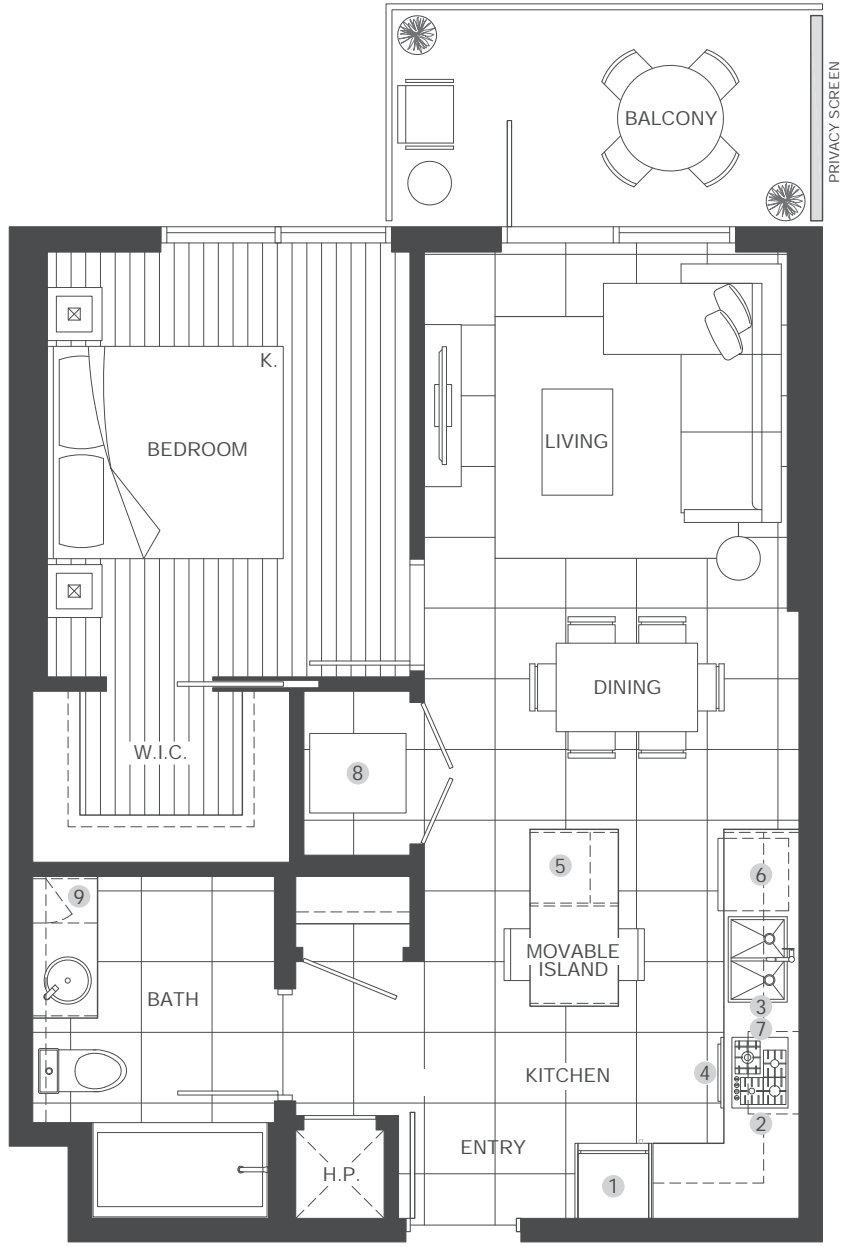 BALCONY
PRIVACY SCREEN
K.
BEDROOM
LIVING
DINING
W.I.C.
8
5
6
9
MOVABLE
ISLAND
BATH
3
7
4
KITCHEN
2
ENTRY
H.P.
1